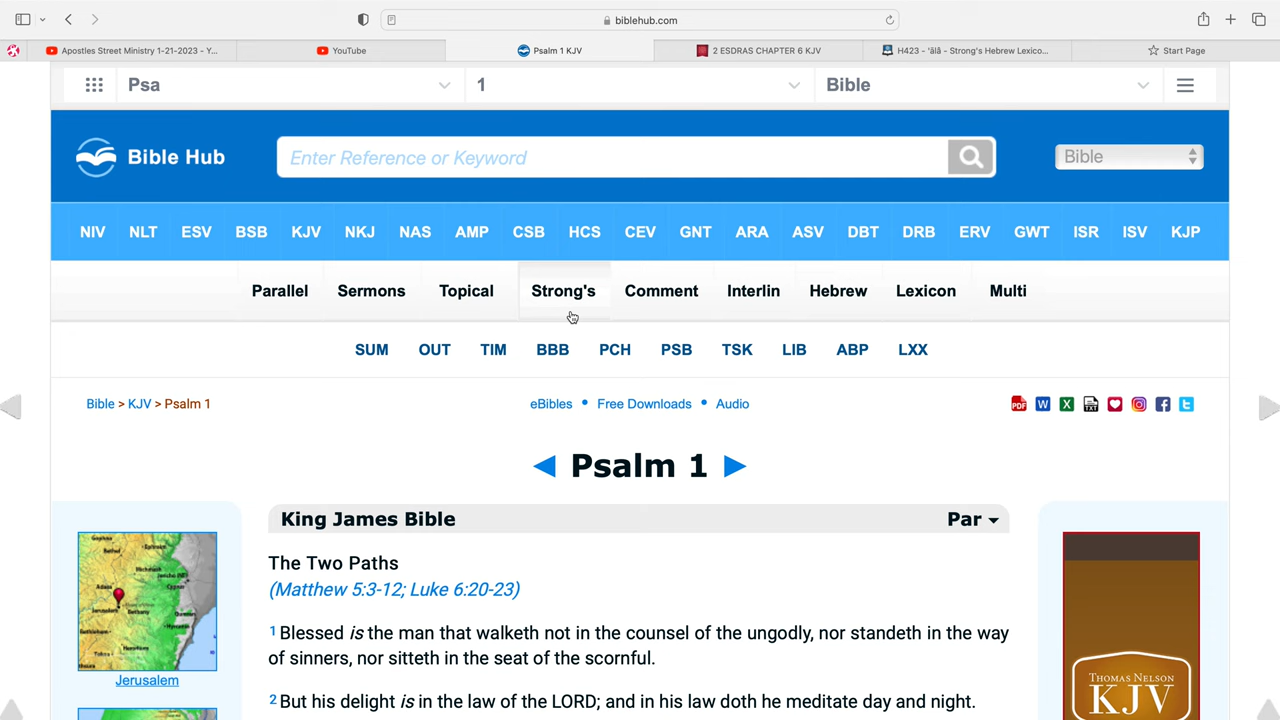 biblehub.com
Apostles Street Ministry 1-21-2023 - Y...
YouTube
Psalm 1 KJV
2 ESDRAS CHAPTER 6 KJV
H423 - 'ālâ - Strong's Hebrew Lexico...
Start Page
Psa
1
Bible
Bible Hub
Enter Reference or Keyword
Bible
NIV NLT ESV BSB KJV NKJ NAS AMP CSB HCS CEV GNT ARA ASV DBT DRB ERV GWT ISR ISV KJP
Parallel Sermons Topical Strong's Comment Interlin Hebrew Lexicon Multi
SUM OUT TIM BBB PCH PSB TSK LIB ABP LXX
Bible > KJV > Psalm 1
eBibles • Free Downloads • Audio
PDF W X TXT
◄ Psalm 1 ►
King James Bible
Par
The Two Paths
(Matthew 5:3-12; Luke 6:20-23)
1 Blessed is the man that walketh not in the counsel of the ungodly, nor standeth in the way
of sinners, nor sitteth in the seat of the scornful.
2 But his delight is in the law of the LORD; and in his law doth he meditate day and night.
Jerusalem
THOMAS NELSON
KJV